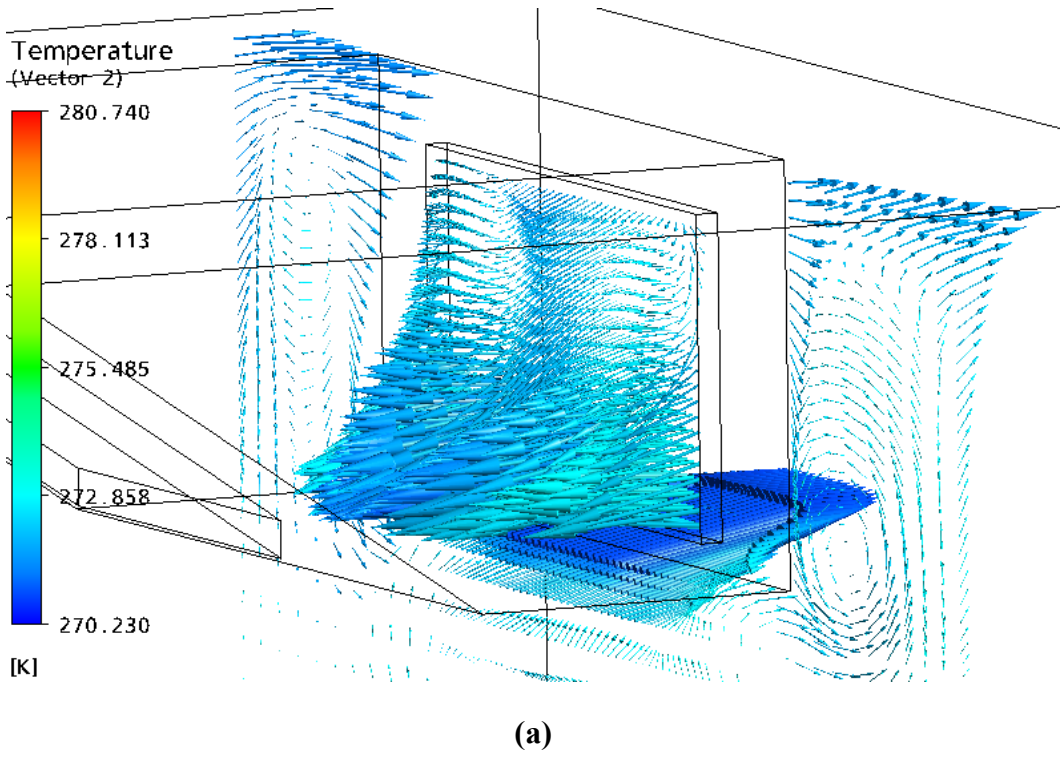 Temperature
(Vector 2)
280.740
278.113
275.485
272.858
270.230
[K]
(a)